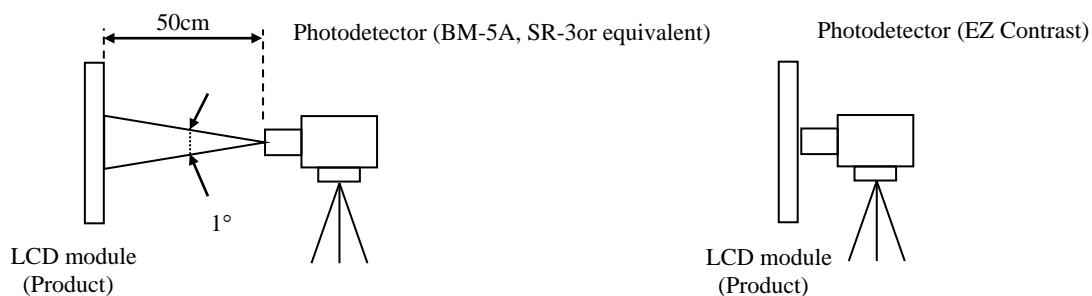 50cm
Photodetector (BM-5A, SR-3or equivalent)
1°
LCD module
(Product)
Photodetector (EZ Contrast)
LCD module
(Product)